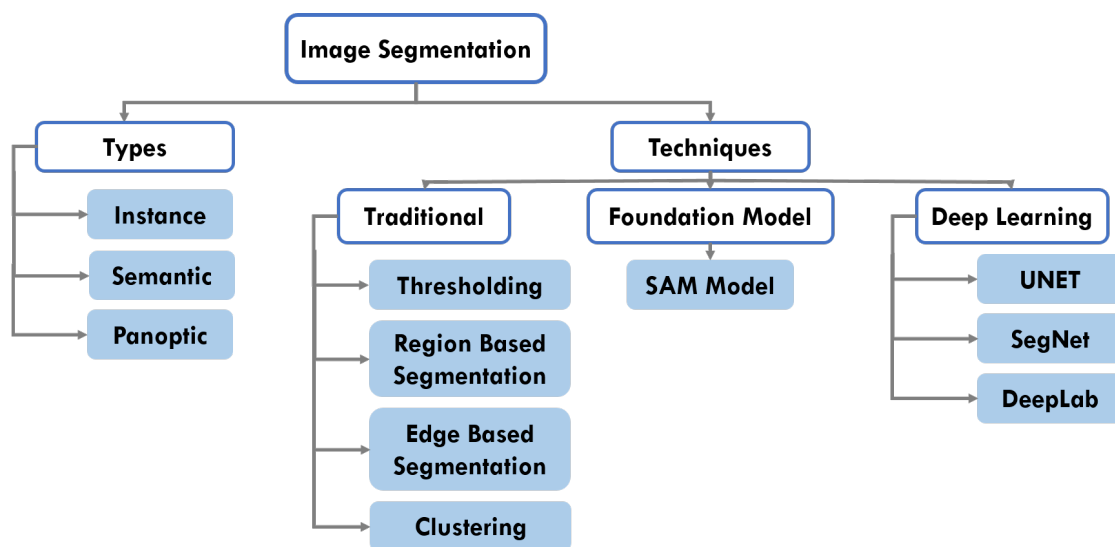 Image Segmentation
Types
Techniques
Instance
Semantic
Panoptic
Traditional
Foundation Model
Deep Learning
Thresholding
Region Based
Segmentation
Edge Based
Segmentation
Clustering
SAM Model
UNET
SegNet
DeepLab